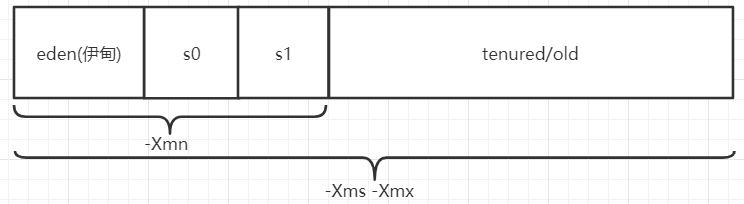 eden(伊甸) s0 s1 tenured/old
-Xmn
-Xms -Xmx